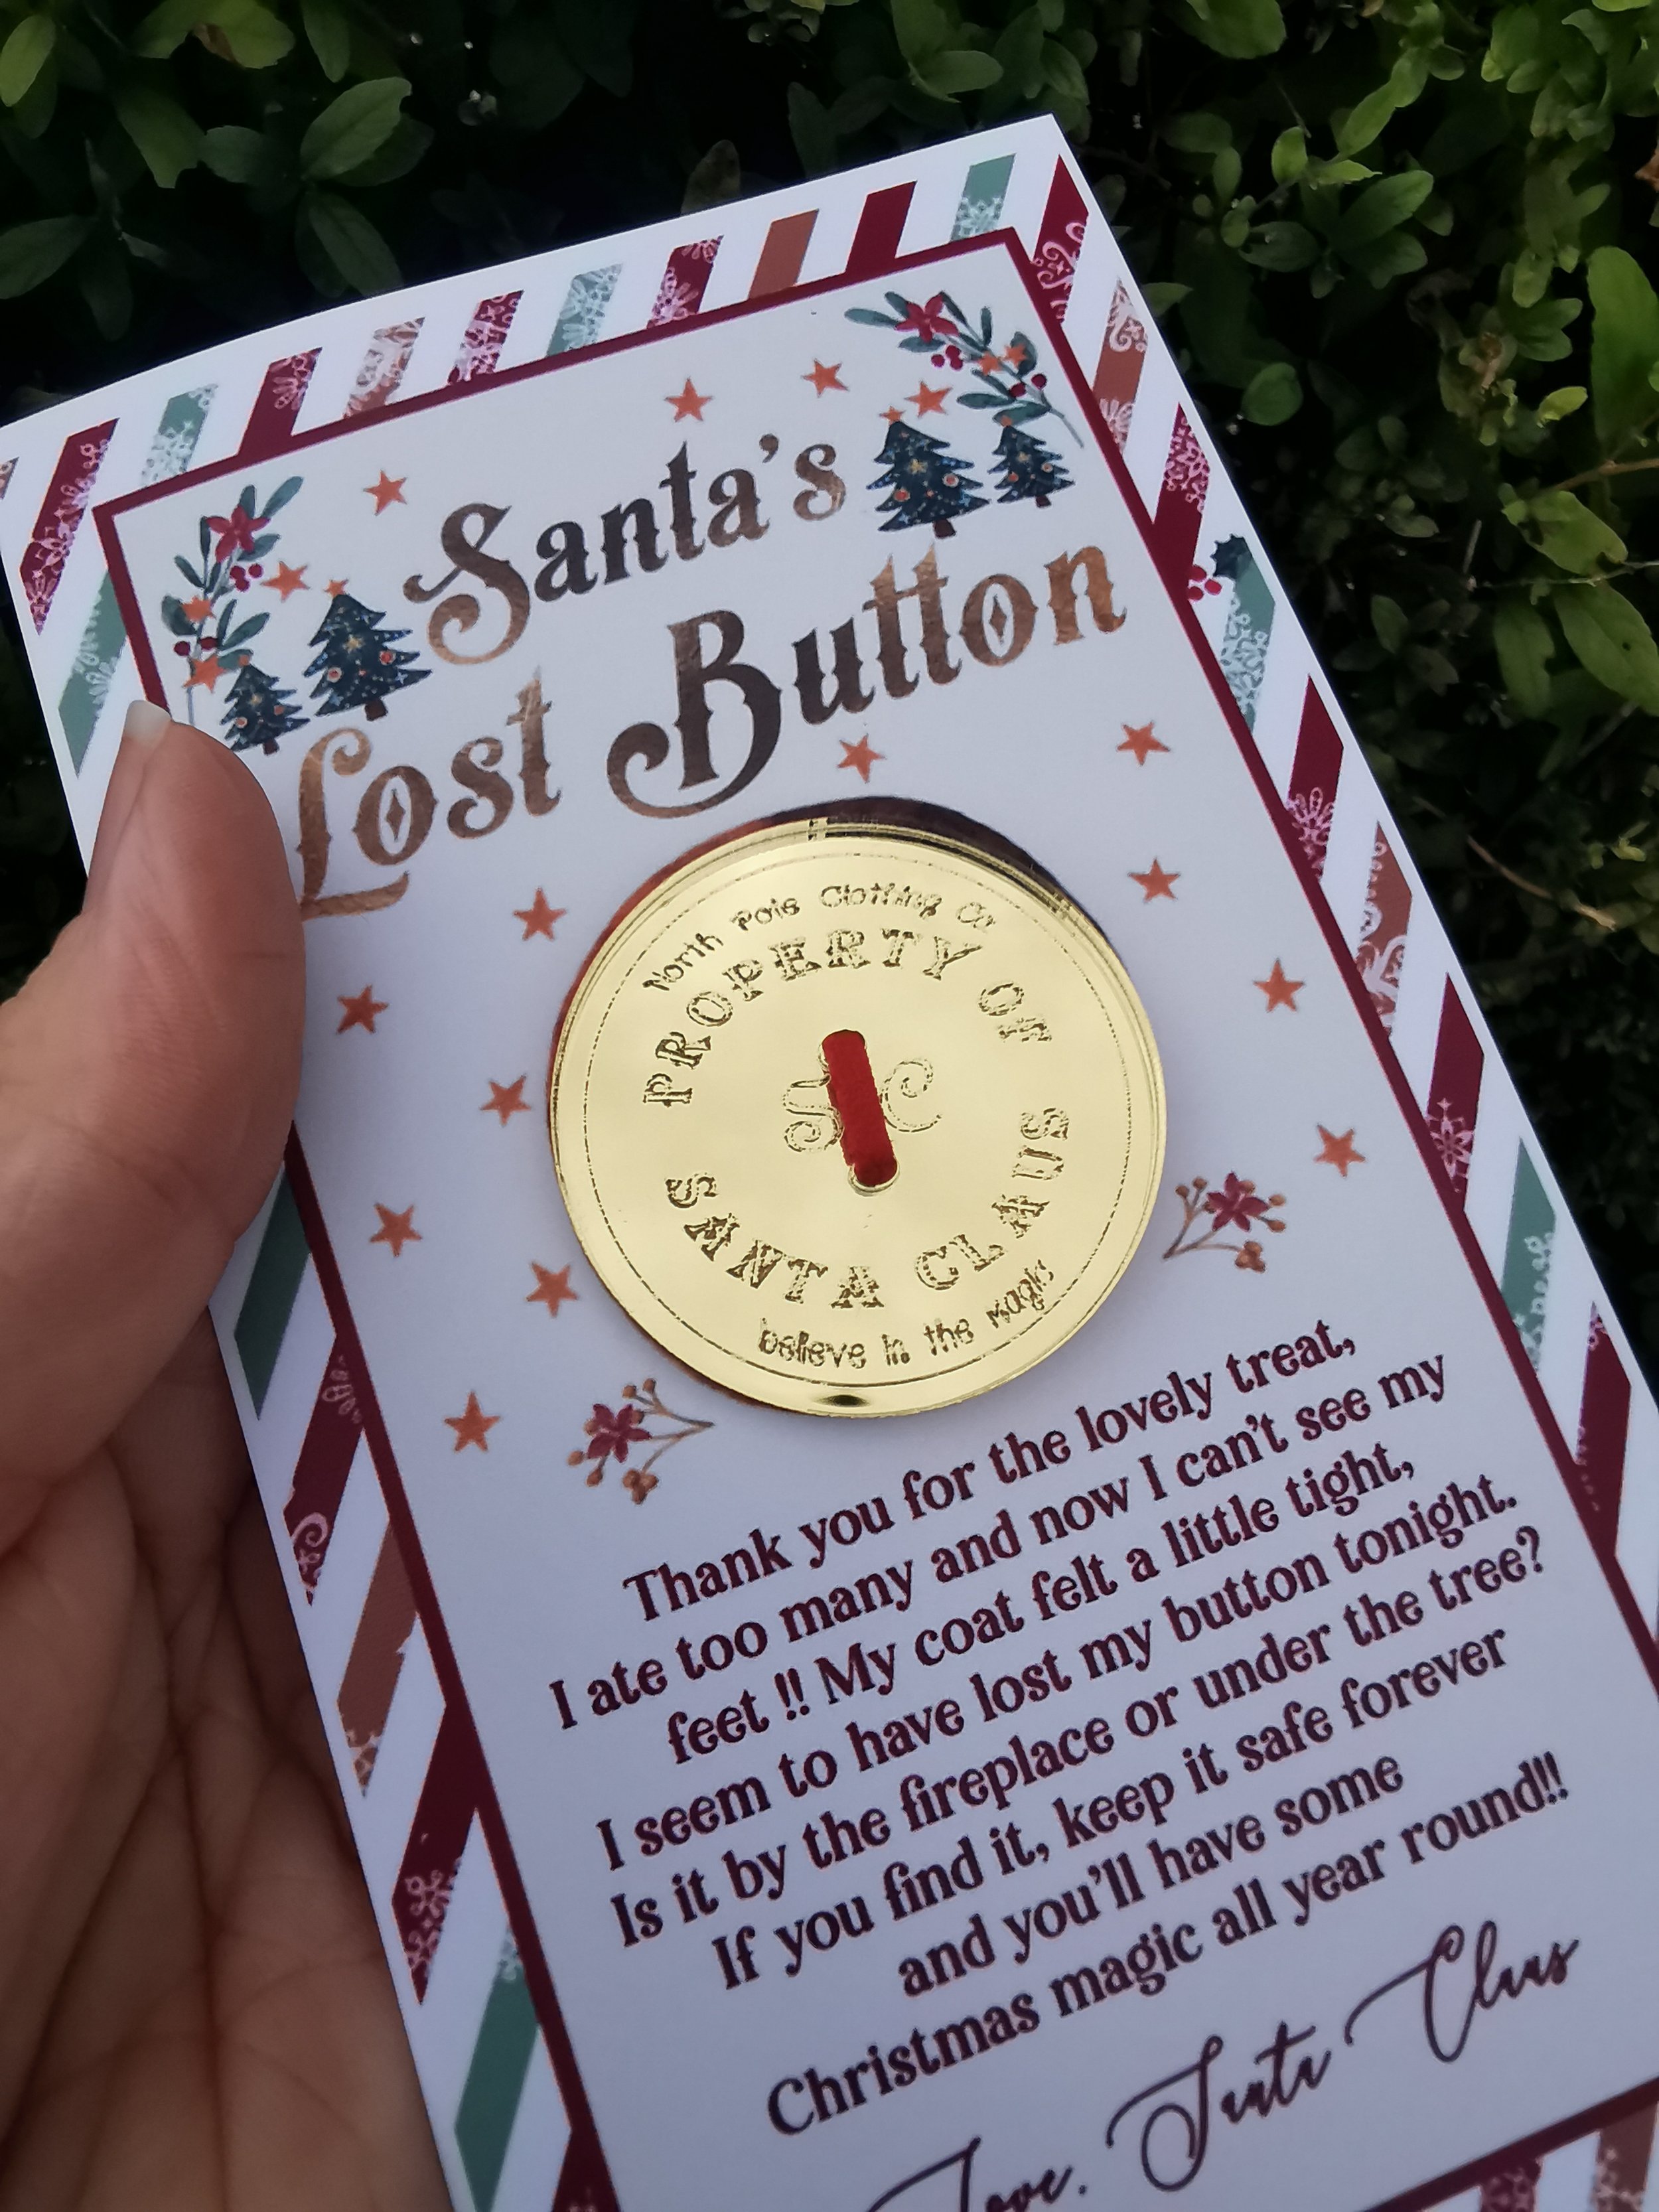 Santa's
Lost Button
North Pole Clothing Co
PROPERTY OF
SC
SANTA CLAUS
believe in the magic
Thank you for the lovely treat,
I ate too many and now I can't see my
feet !! My coat felt a little tight,
I seem to have lost my button tonight.
Is it by the fireplace or under the tree?
If you find it, keep it safe forever
and you'll have some
Christmas magic all year round!!
Love, Santa Claus